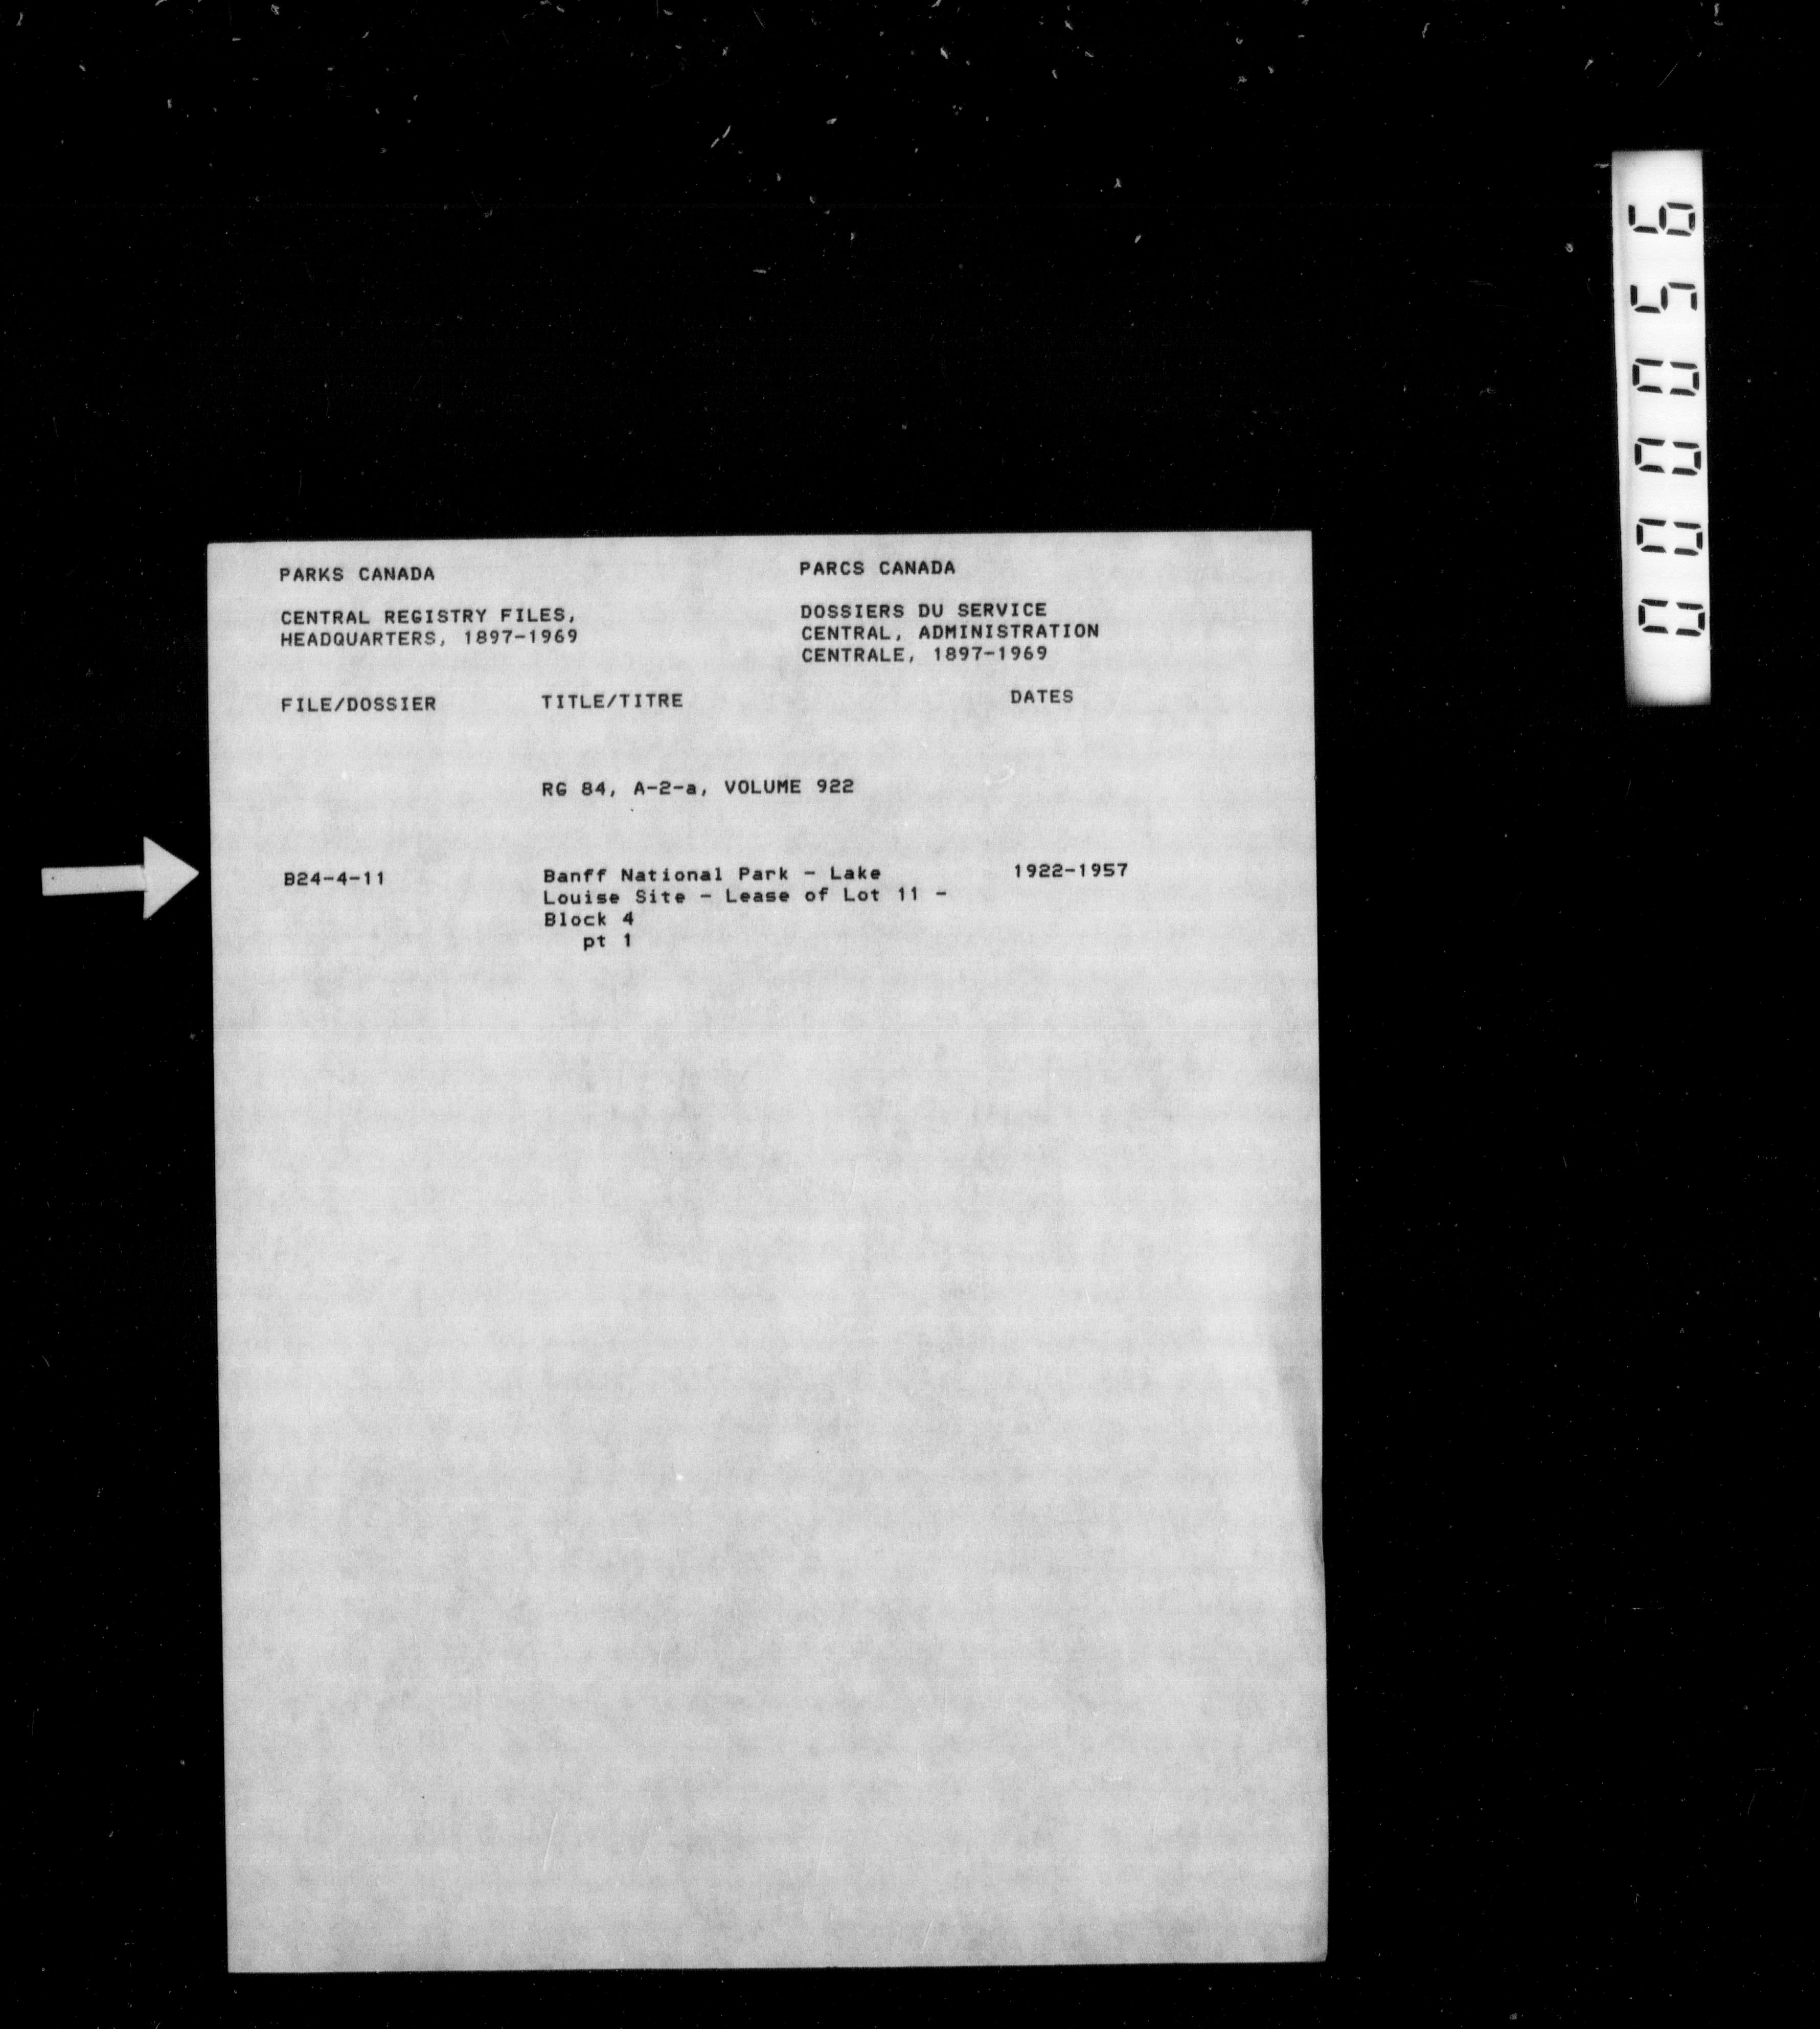 PARKS CANADA
CENTRAL REGISTRY FILES,
HEADQUARTERS, 1897-1969
PARCS CANADA
DOSSIERS DU SERVICE
CENTRAL, ADMINISTRATION
CENTRALE, 1897-1969
FILE/DOSSIER TITLE/TITRE DATES
RG 84, A-2-a, VOLUME 922
B24-4-11 Banff National Park - Lake 1922-1957
Louise Site - Lease of Lot 11 -
Block 4
pt 1
000056